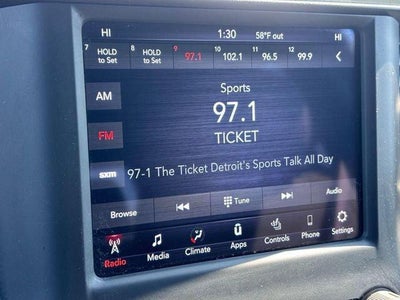 HI 1:30 58°F out HI
7 HOLD to Set 8 HOLD to Set 9 97.1 10 102.1 11 96.5 12 99.9
AM
FM
sxm
Sports
97.1
TICKET
97-1 The Ticket Detroit's Sports Talk All Day
Browse Tune Audio
Radio Media Climate Apps Controls Phone Settings